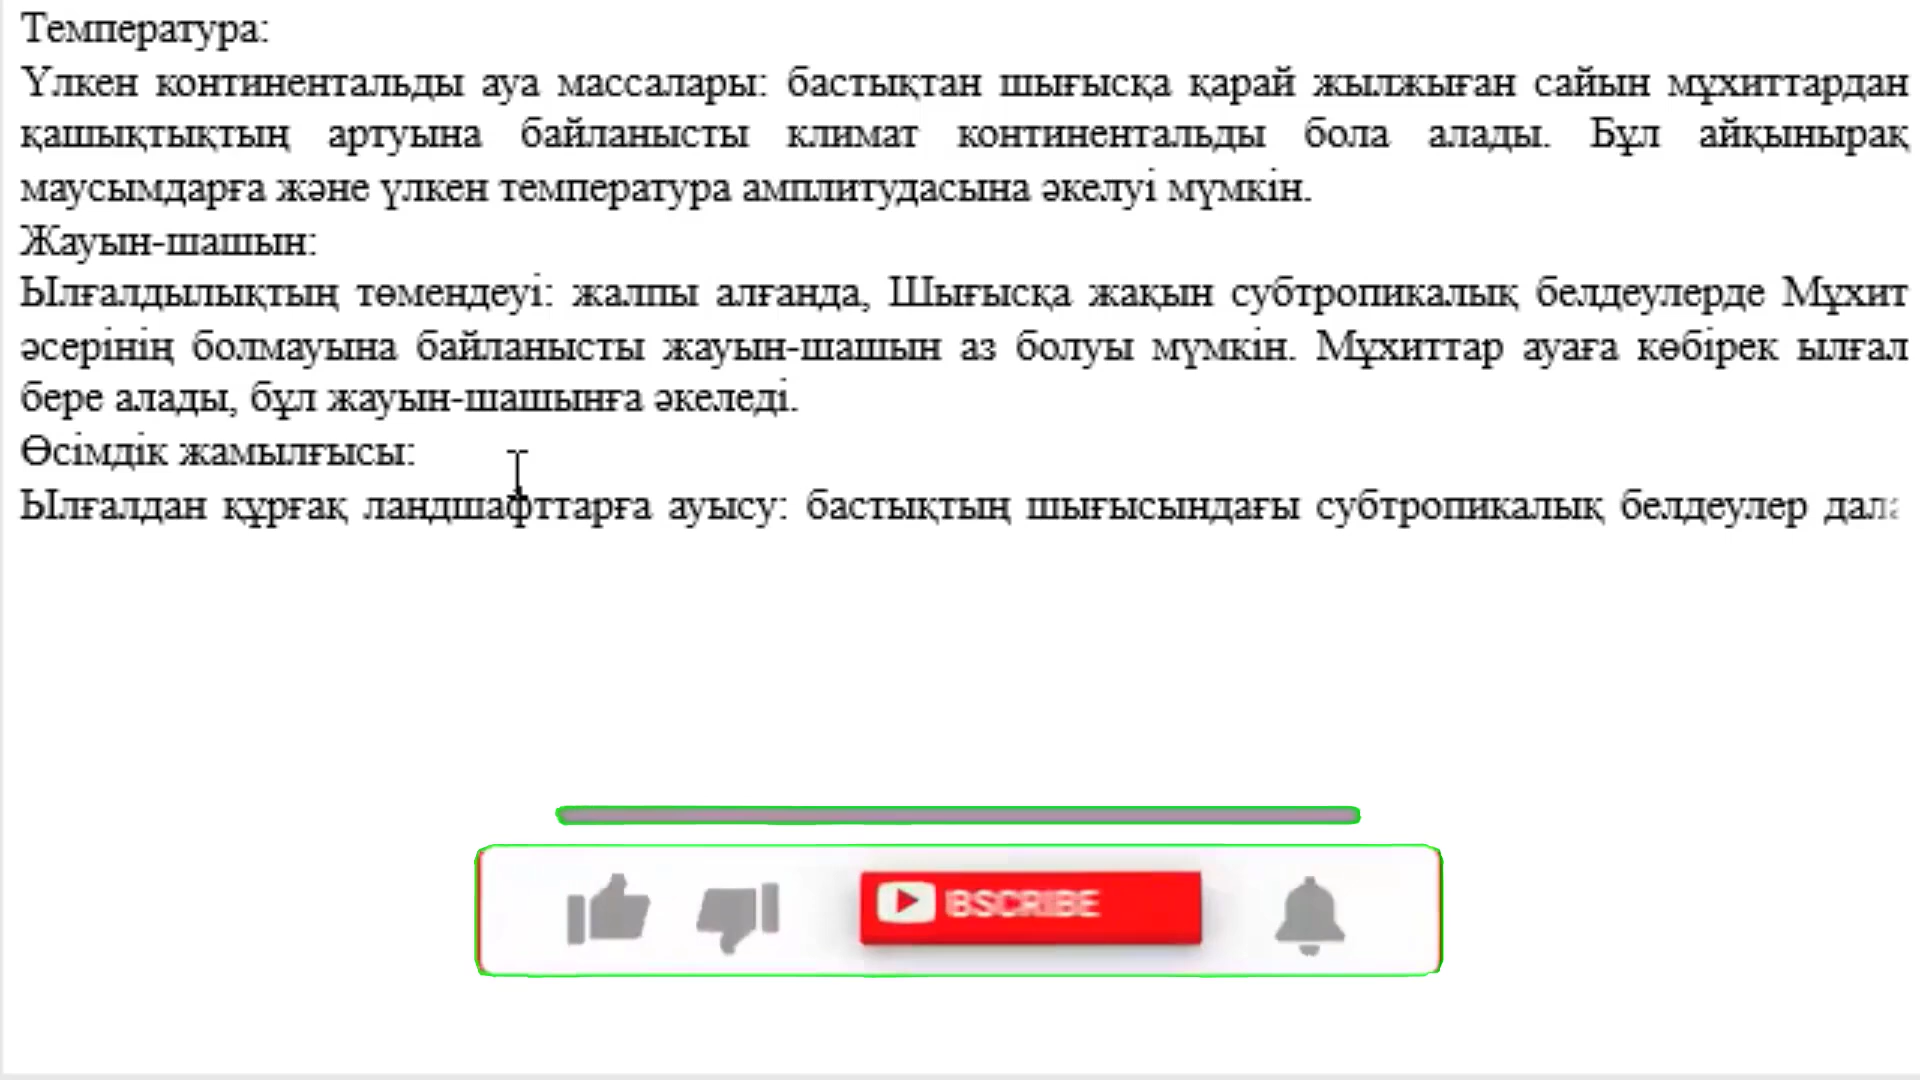 Температура:
Үлкен континентальды ауа массалары: бастықтан шығысқа қарай жылжыған сайын мұхиттардан
қашықтықтың артуына байланысты климат континентальды бола алады. Бұл айқынырақ
маусымдарға және үлкен температура амплитудасына әкелуі мүмкін.
Жауын-шашын:
Ылғалдылықтың төмендеуі: жалпы алғанда, Шығысқа жақын субтропикалық белдеулерде Мұхит
әсерінің болмауына байланысты жауын-шашын аз болуы мүмкін. Мұхиттар ауаға көбірек ылғал
бере алады, бұл жауын-шашынға әкеледі.
Өсімдік жамылғысы:
Ылғалдан құрғақ ландшафттарға ауысу: бастықтың шығысындағы субтропикалық белдеулер дала
BSCRIBE